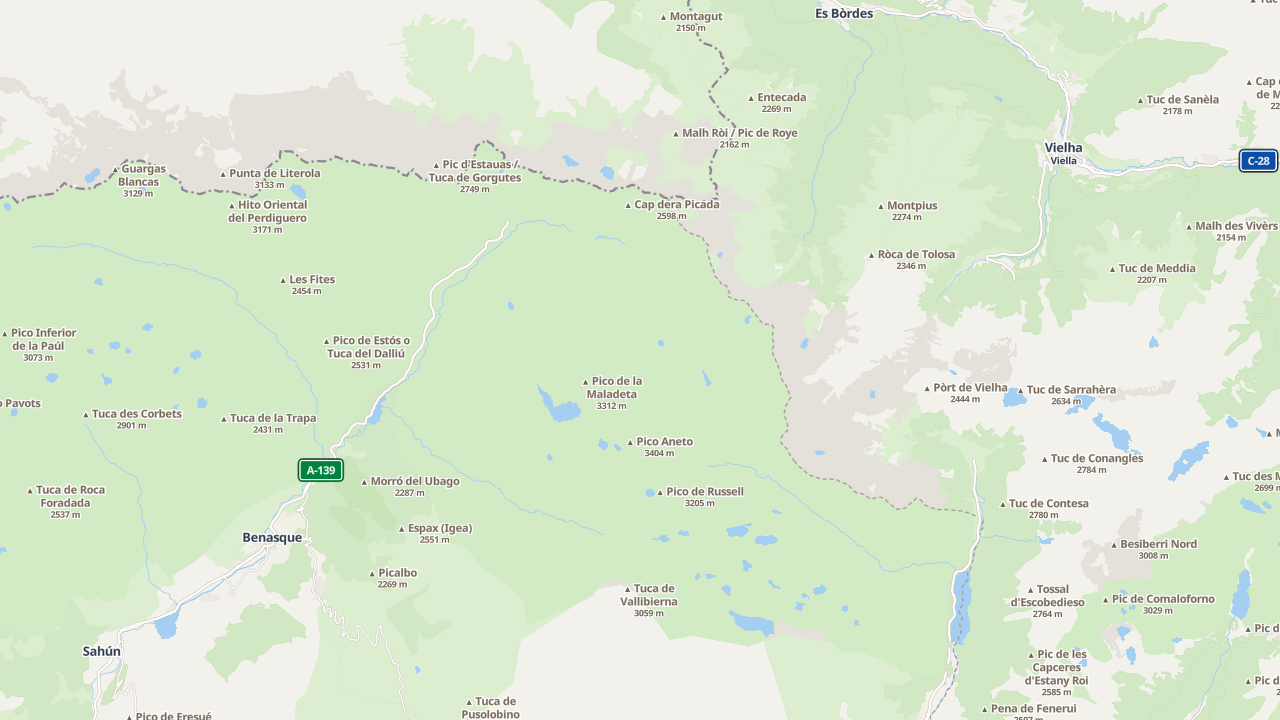 Montagut
2150 m
Es Bòrdes
Entecada
2269 m
Tuc de Sanèla
2178 m
Malh Ròi / Pic de Roye
2162 m
Vielha
Viella
C-28
Guargas
Blancas
3129 m
Punta de Literola
3133 m
Pic d'Estauas /
Tuca de Gorgutes
2749 m
Hito Oriental
del Perdiguero
3171 m
Cap dera Picada
2598 m
Montpius
2274 m
Malh des Vivèrs
2154 m
Ròca de Tolosa
2346 m
Tuc de Meddia
2207 m
Les Fites
2454 m
Pico Inferior
de la Paúl
3073 m
Pico de Estós o
Tuca del Dalliú
2531 m
Pico de la
Maladeta
3312 m
Pòrt de Vielha
2444 m
Tuc de Sarrahèra
2634 m
Pavots
Tuca des Corbets
2901 m
Tuca de la Trapa
2431 m
Pico Aneto
3404 m
Tuc de Conangles
2784 m
A-139
Morró del Ubago
2287 m
Pico de Russell
3205 m
Tuc des
2699
Tuca de Roca
Foradada
2537 m
Tuc de Contesa
2780 m
Espax (Igea)
2551 m
Benasque
Besiberri Nord
3008 m
Picalbo
2269 m
Tuca de
Vallibierna
3059 m
Tossal
d'Escobedieso
2764 m
Pic de Comaloforno
3029 m
Pic d
Sahún
Pic de les
Capceres
d'Estany Roi
2585 m
Pic d
Tuca de
Pusolobino
Pena de Fenerui
Pico de Eresué